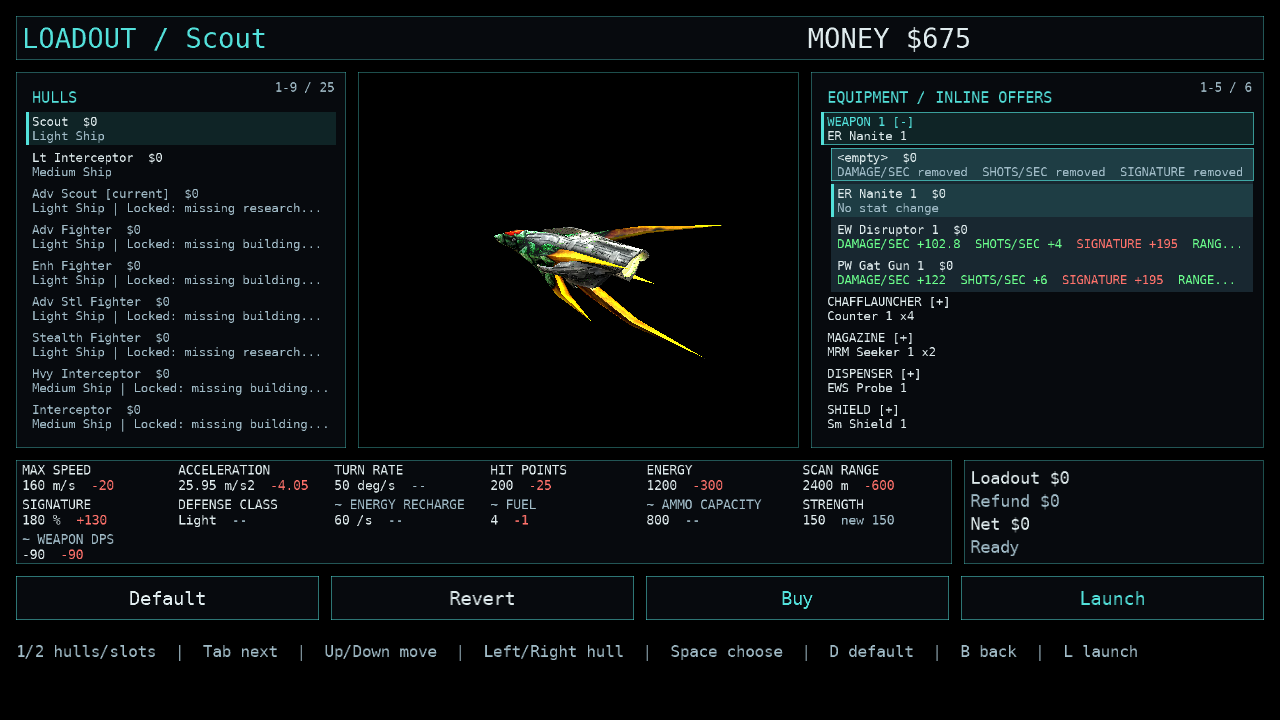 LOADOUT / Scout
MONEY $675
HULLS
1-9 / 25
Scout  $0
Light Ship
Lt Interceptor  $0
Medium Ship
Adv Scout [current]  $0
Light Ship | Locked: missing research...
Adv Fighter  $0
Light Ship | Locked: missing building...
Enh Fighter  $0
Light Ship | Locked: missing building...
Adv Stl Fighter  $0
Light Ship | Locked: missing building...
Stealth Fighter  $0
Light Ship | Locked: missing research...
Hvy Interceptor  $0
Medium Ship | Locked: missing building...
Interceptor  $0
Medium Ship | Locked: missing building...
EQUIPMENT / INLINE OFFERS
1-5 / 6
WEAPON 1 [-]
ER Nanite 1
<empty>  $0
DAMAGE/SEC removed  SHOTS/SEC removed  SIGNATURE removed
ER Nanite 1  $0
No stat change
EW Disruptor 1  $0
DAMAGE/SEC +102.8  SHOTS/SEC +4  SIGNATURE +195  RANG...
PW Gat Gun 1  $0
DAMAGE/SEC +122  SHOTS/SEC +6  SIGNATURE +195  RANGE...
CHAFFLAUNCHER [+]
Counter 1 x4
MAGAZINE [+]
MRM Seeker 1 x2
DISPENSER [+]
EWS Probe 1
SHIELD [+]
Sm Shield 1
MAX SPEED
160 m/s  -20
ACCELERATION
25.95 m/s2  -4.05
TURN RATE
50 deg/s  --
HIT POINTS
200  -25
ENERGY
1200  -300
SCAN RANGE
2400 m  -600
SIGNATURE
180 %  +130
DEFENSE CLASS
Light  --
~ ENERGY RECHARGE
60 /s  --
~ FUEL
4  -1
~ AMMO CAPACITY
800  --
STRENGTH
150  new 150
~ WEAPON DPS
-90  -90
Loadout $0
Refund $0
Net $0
Ready
Default
Revert
Buy
Launch
1/2 hulls/slots  |  Tab next  |  Up/Down move  |  Left/Right hull  |  Space choose  |  D default  |  B back  |  L launch